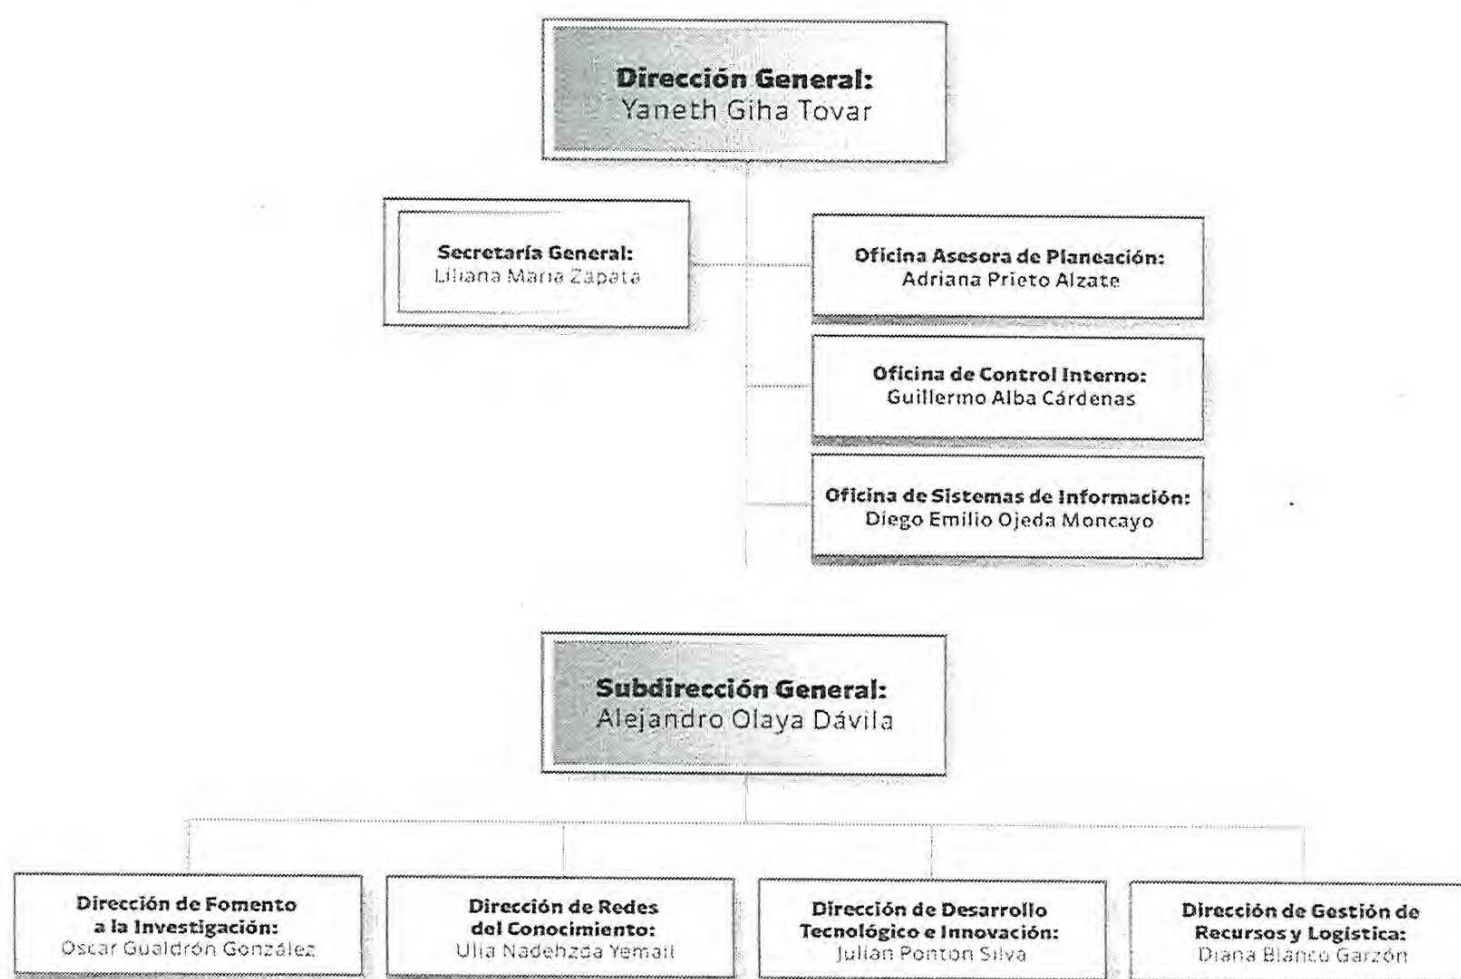 Dirección General:
Yaneth Giha Tovar
Secretaría General:
Liliana María Zapata
Oficina Asesora de Planeación:
Adriana Prieto Alzate
Oficina de Control Interno:
Guillermo Alba Cárdenas
Oficina de Sistemas de Información:
Diego Emilio Ojeda Moncayo
Subdirección General:
Alejandro Olaya Dávila
Dirección de Fomento
a la Investigación:
Oscar Gualdrón González
Dirección de Redes
del Conocimiento:
Ulia Nadehzda Yemail
Dirección de Desarrollo
Tecnológico e Innovación:
Julián Ponton Silva
Dirección de Gestión de
Recursos y Logística:
Diana Blanco Garzón